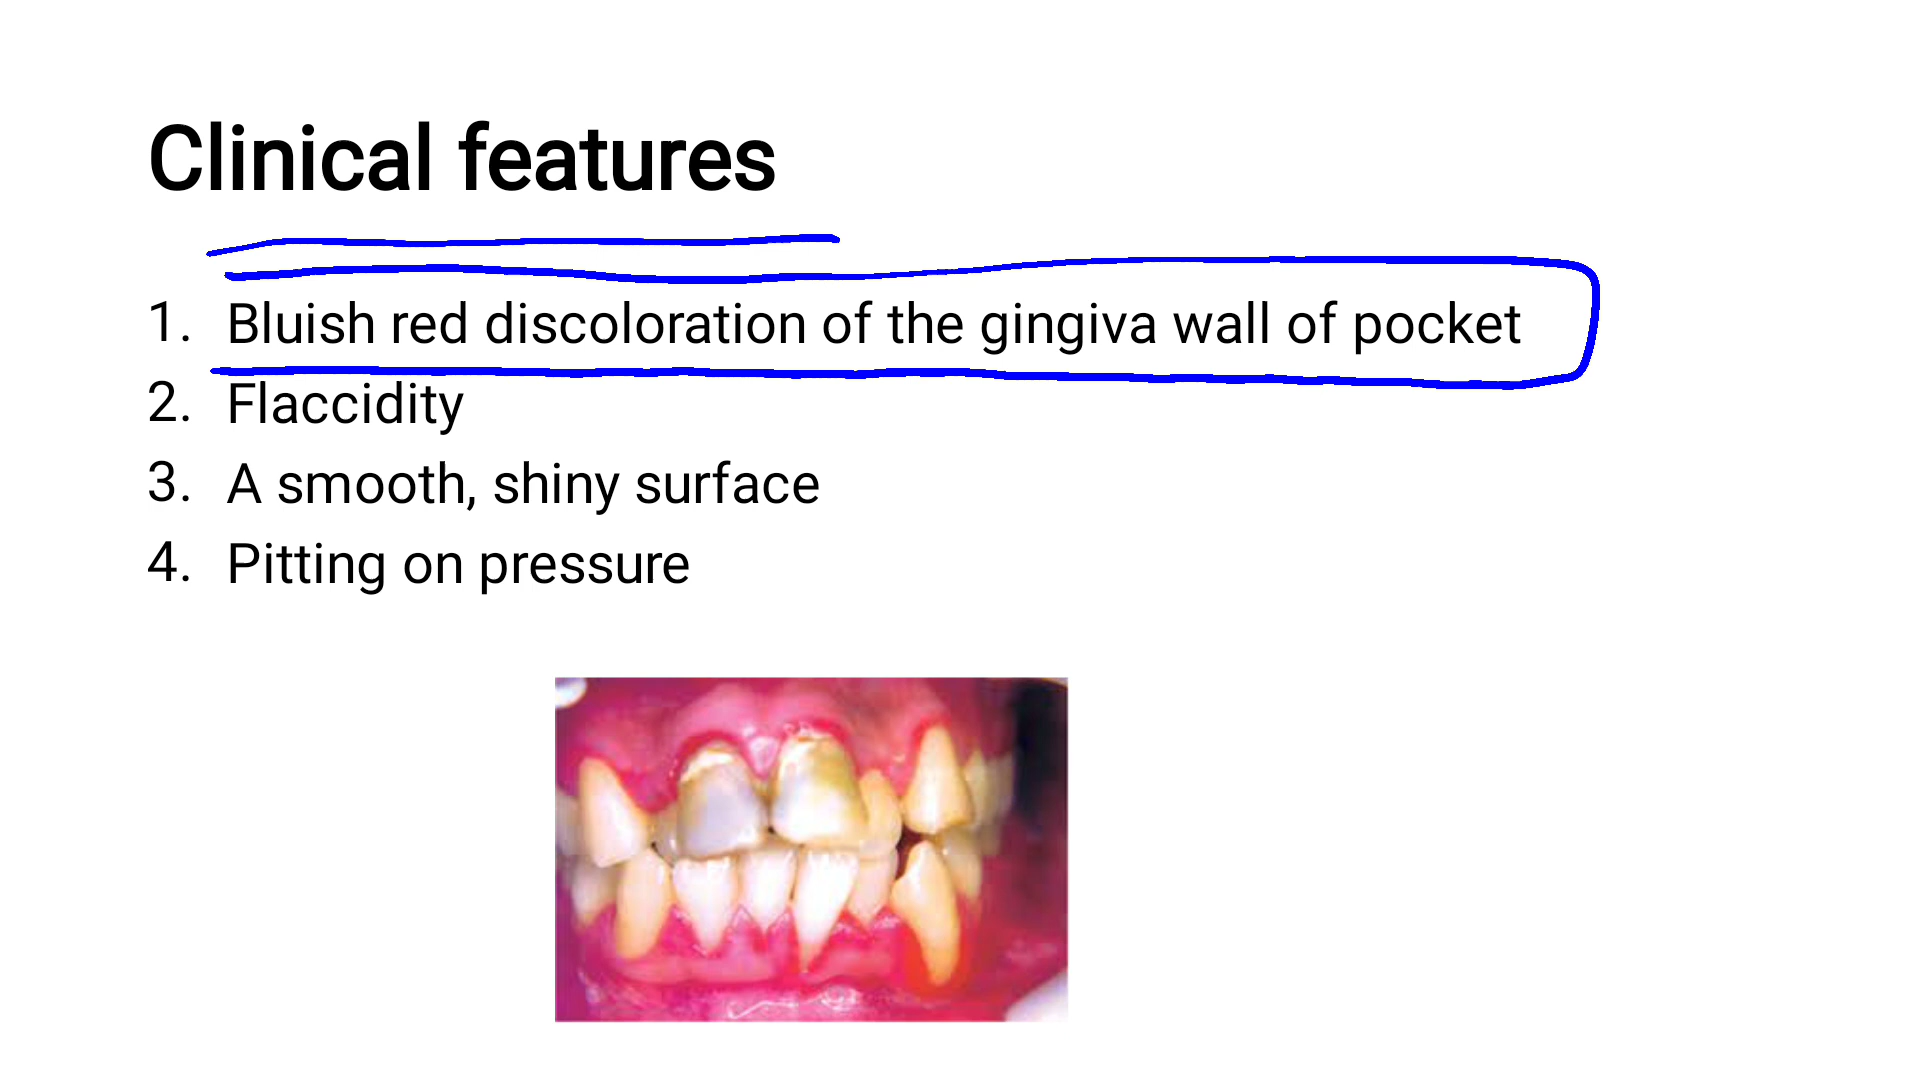 Clinical features
1. Bluish red discoloration of the gingiva wall of pocket
2. Flaccidity
3. A smooth, shiny surface
4. Pitting on pressure